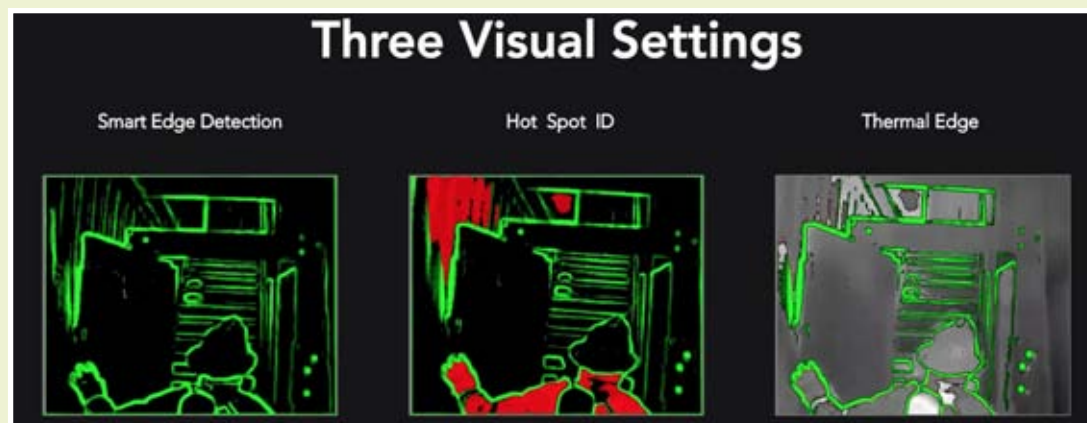 Three Visual Settings
Smart Edge Detection
Hot Spot ID
Thermal Edge